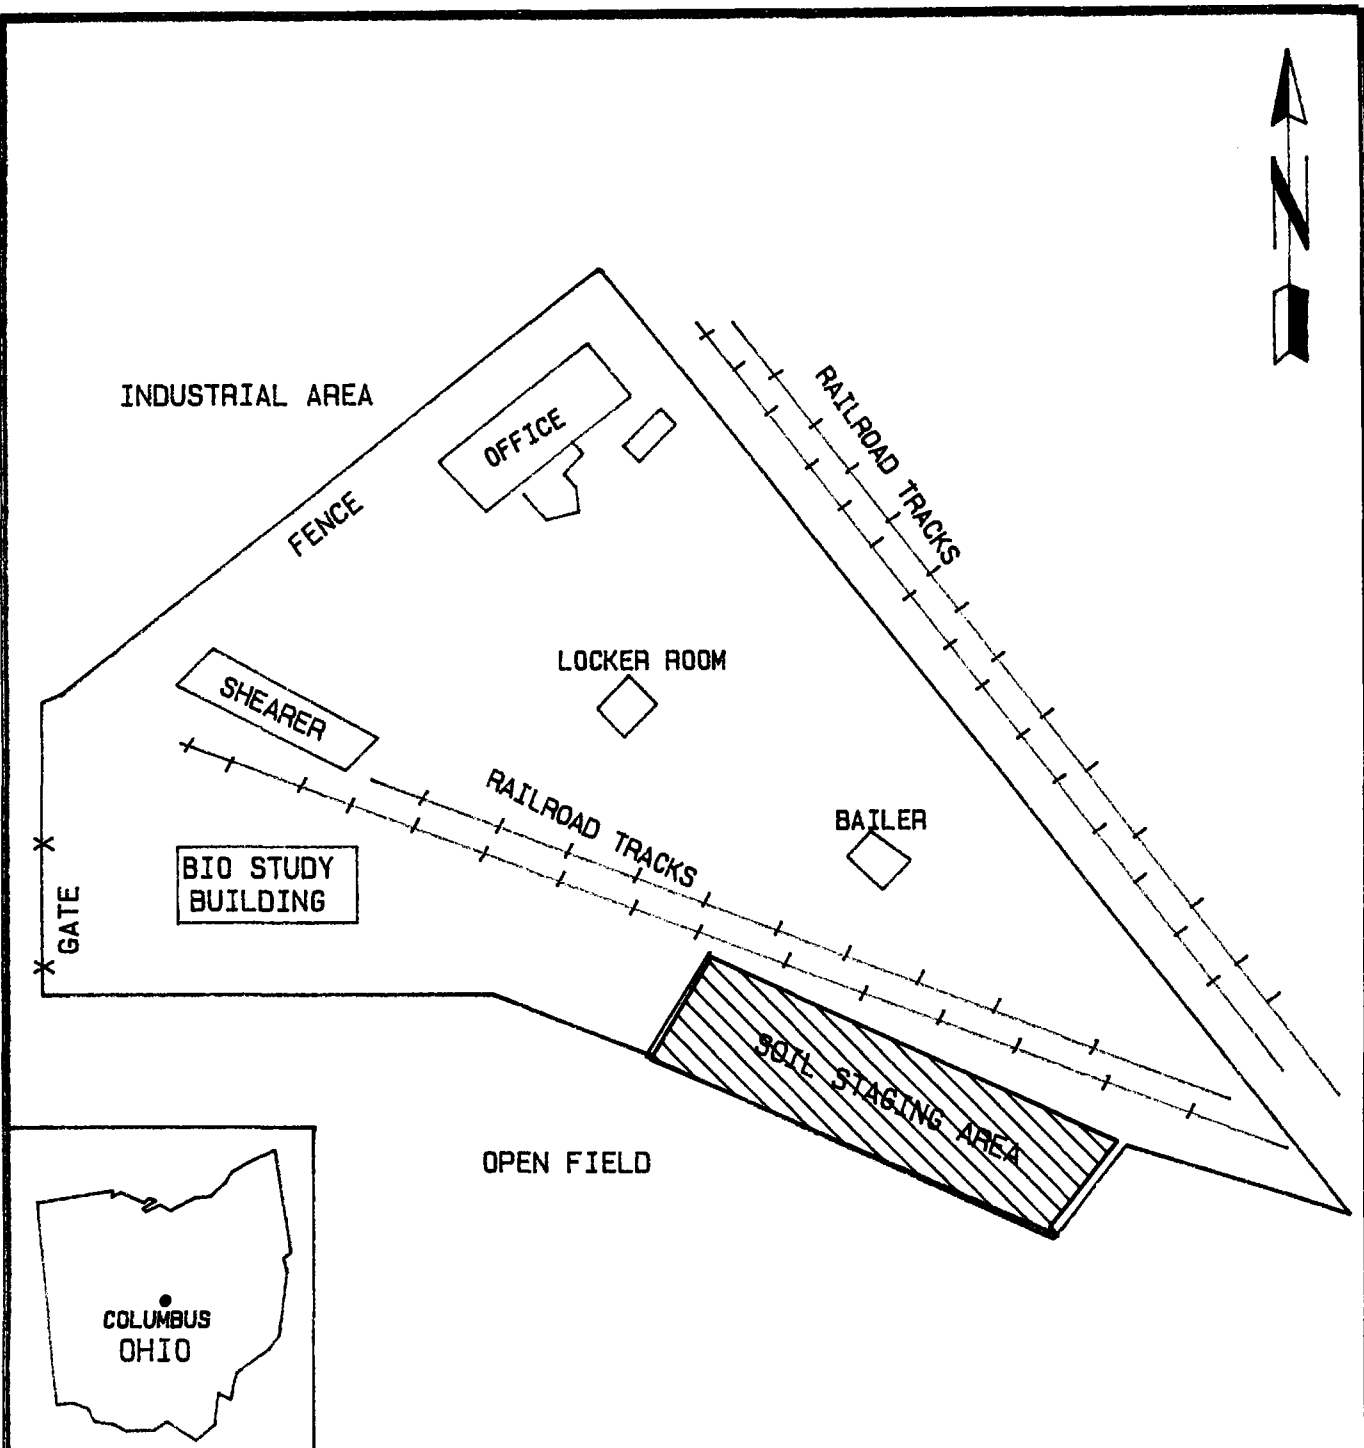 N
INDUSTRIAL AREA
OFFICE
RAILROAD TRACKS
FENCE
LOCKER ROOM
SHEARER
RAILROAD TRACKS
BAILER
BIO STUDY
BUILDING
GATE
SOIL STAGING AREA
OPEN FIELD
COLUMBUS
OHIO